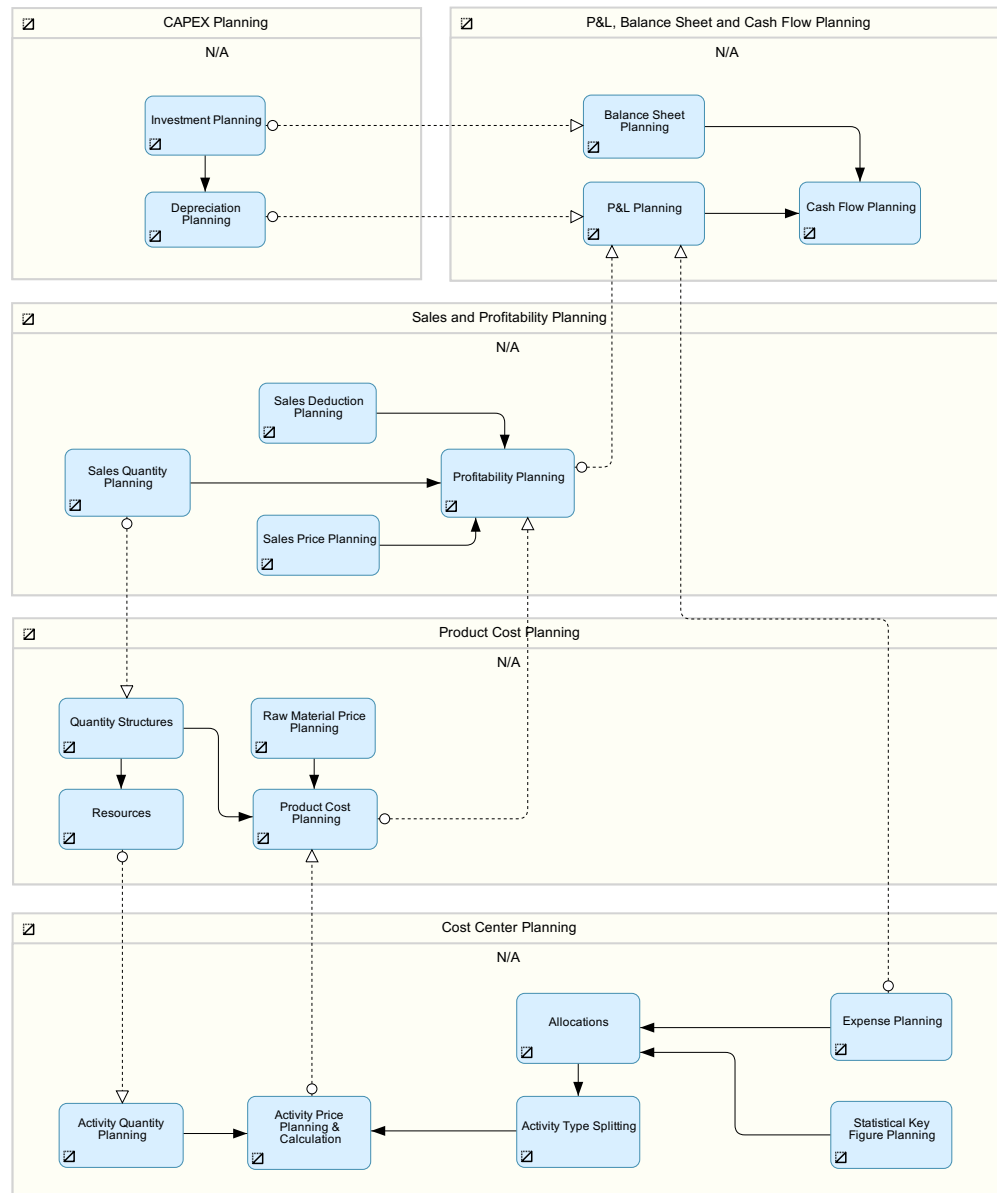 CAPEX Planning
N/A
Investment Planning
Depreciation
Planning
P&L, Balance Sheet and Cash Flow Planning
N/A
Balance Sheet
Planning
P&L Planning
Cash Flow Planning
Sales and Profitability Planning
N/A
Sales Deduction
Planning
Sales Quantity
Planning
Profitability Planning
Sales Price Planning
Product Cost Planning
N/A
Quantity Structures
Raw Material Price
Planning
Resources
Product Cost
Planning
Cost Center Planning
N/A
Allocations
Expense Planning
Activity Quantity
Planning
Activity Price
Planning &
Calculation
Activity Type Splitting
Statistical Key
Figure Planning